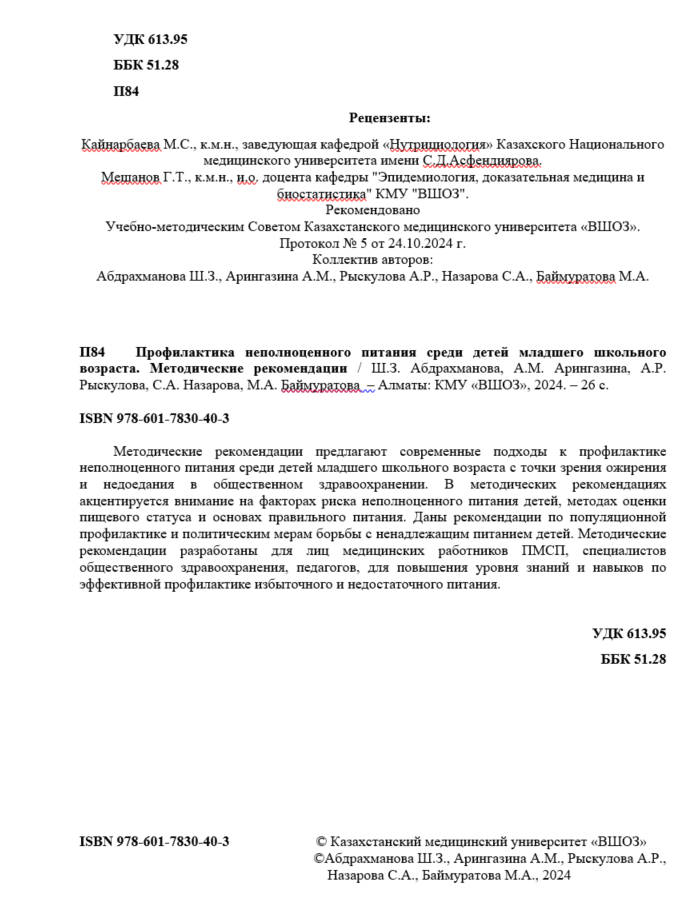 УДК 613.95
ББК 51.28
П84
Рецензенты:
Кайнарбаева М.С., к.м.н., заведующая кафедрой «Нутрициология» Казахского Национального
медицинского университета имени С.Д.Асфендиярова.
Мешанов Г.Т., к.м.н., и.о. доцента кафедры "Эпидемиология, доказательная медицина и
биостатистика" КМУ "ВШОЗ".
Рекомендовано
Учебно-методическим Советом Казахстанского медицинского университета «ВШОЗ».
Протокол № 5 от 24.10.2024 г.
Коллектив авторов:
Абдрахманова Ш.З., Арингазина А.М., Рыскулова А.Р., Назарова С.А., Баймуратова М.А.
П84 Профилактика неполноценного питания среди детей младшего школьного
возраста. Методические рекомендации / Ш.З. Абдрахманова, А.М. Арингазина, А.Р.
Рыскулова, С.А. Назарова, М.А. Баймуратова – Алматы: КМУ «ВШОЗ», 2024. – 26 с.
ISBN 978-601-7830-40-3
Методические рекомендации предлагают современные подходы к профилактике
неполноценного питания среди детей младшего школьного возраста с точки зрения ожирения
и недоедания в общественном здравоохранении. В методических рекомендациях
акцентируется внимание на факторах риска неполноценного питания детей, методах оценки
пищевого статуса и основах правильного питания. Даны рекомендации по популяционной
профилактике и политическим мерам борьбы с ненадлежащим питанием детей. Методические
рекомендации разработаны для лиц медицинских работников ПМСП, специалистов
общественного здравоохранения, педагогов, для повышения уровня знаний и навыков по
эффективной профилактике избыточного и недостаточного питания.
УДК 613.95
ББК 51.28
ISBN 978-601-7830-40-3 © Казахстанский медицинский университет «ВШОЗ»
©Абдрахманова Ш.З., Арингазина А.М., Рыскулова А.Р.,
Назарова С.А., Баймуратова М.А., 2024